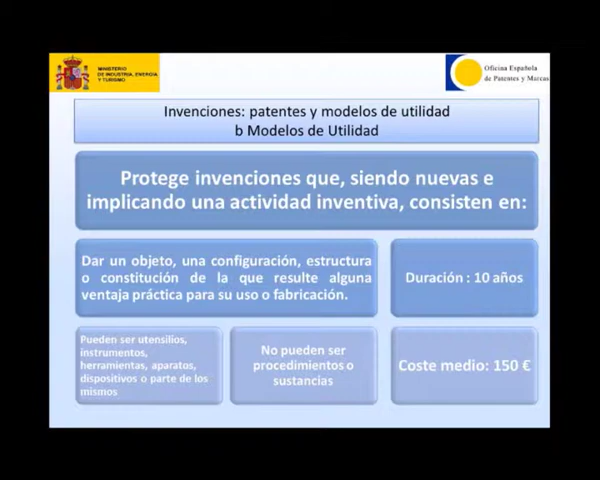 MINISTERIO
DE INDUSTRIA, ENERGÍA
Y TURISMO
Oficina Española
de Patentes y Marcas
Invenciones: patentes y modelos de utilidad
b Modelos de Utilidad
Protege invenciones que, siendo nuevas e
implicando una actividad inventiva, consisten en:
Dar un objeto, una configuración, estructura
o constitución de la que resulte alguna
ventaja práctica para su uso o fabricación.
Duración : 10 años
Pueden ser utensilios,
instrumentos,
herramientas, aparatos,
dispositivos o parte de los
mismos
No pueden ser
procedimientos o
sustancias
Coste medio: 150 €